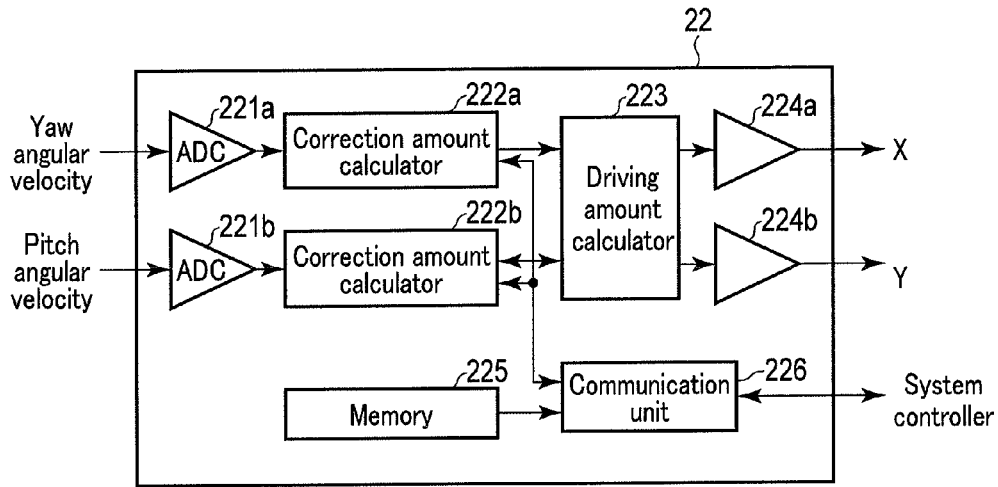 22
221a
222a
223
224a
Yaw
angular
velocity
ADC
Correction amount
calculator
Driving
amount
calculator
X
221b
222b
224b
Pitch
angular
velocity
ADC
Correction amount
calculator
Y
225
226
Memory
Communication
unit
System
controller